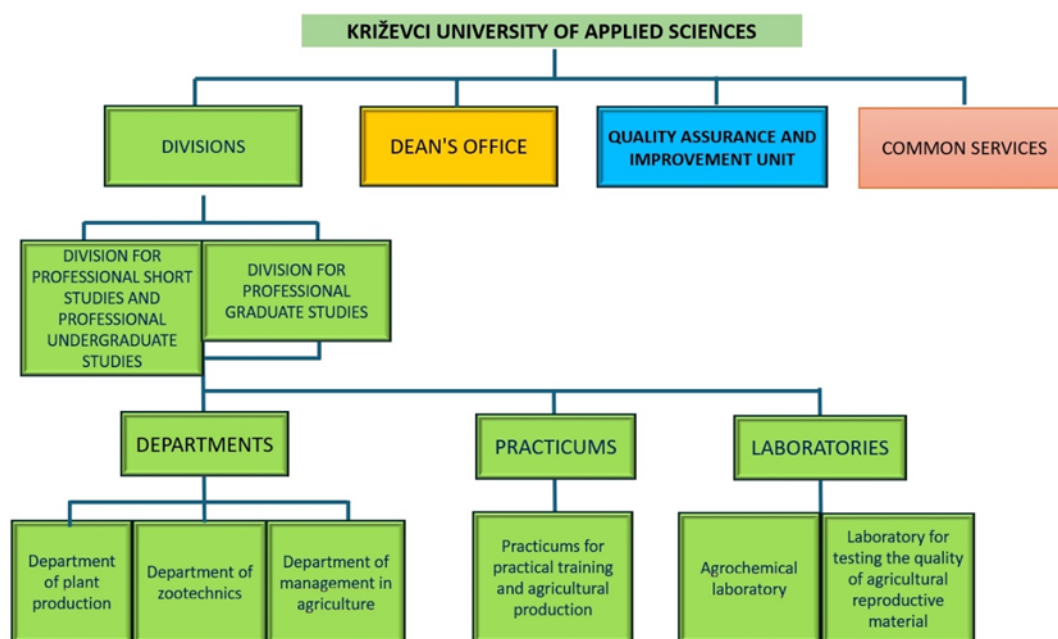 KRIŽEVCI UNIVERSITY OF APPLIED SCIENCES
DIVISIONS
DEAN'S OFFICE
QUALITY ASSURANCE AND
IMPROVEMENT UNIT
COMMON SERVICES
DIVISION FOR
PROFESSIONAL SHORT
STUDIES AND
PROFESSIONAL
UNDERGRADUATE
STUDIES
DIVISION FOR
PROFESSIONAL
GRADUATE STUDIES
DEPARTMENTS
PRACTICUMS
LABORATORIES
Department
of plant
production
Department of
zootechnics
Department of
management in
agriculture
Practicums for
practical training
and agricultural
production
Agrochemical
laboratory
Laboratory for
testing the quality
of agricultural
reproductive
material